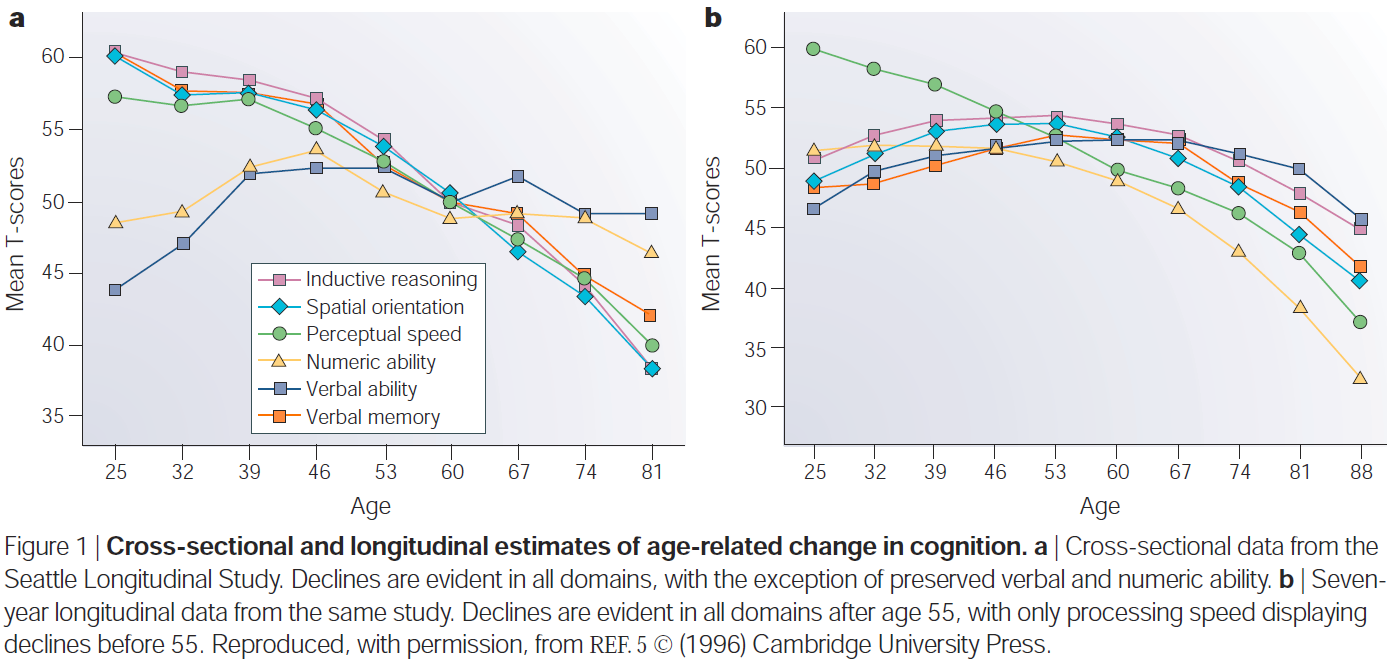 a
b
60
55
50
45
40
35
Mean T-scores
Inductive reasoning
Spatial orientation
Perceptual speed
Numeric ability
Verbal ability
Verbal memory
25 32 39 46 53 60 67 74 81
Age
60
55
50
45
40
35
30
Mean T-scores
25 32 39 46 53 60 67 74 81 88
Age
Figure 1 | Cross-sectional and longitudinal estimates of age-related change in cognition. a | Cross-sectional data from the
Seattle Longitudinal Study. Declines are evident in all domains, with the exception of preserved verbal and numeric ability. b | Seven-
year longitudinal data from the same study. Declines are evident in all domains after age 55, with only processing speed displaying
declines before 55. Reproduced, with permission, from REF. 5 © (1996) Cambridge University Press.